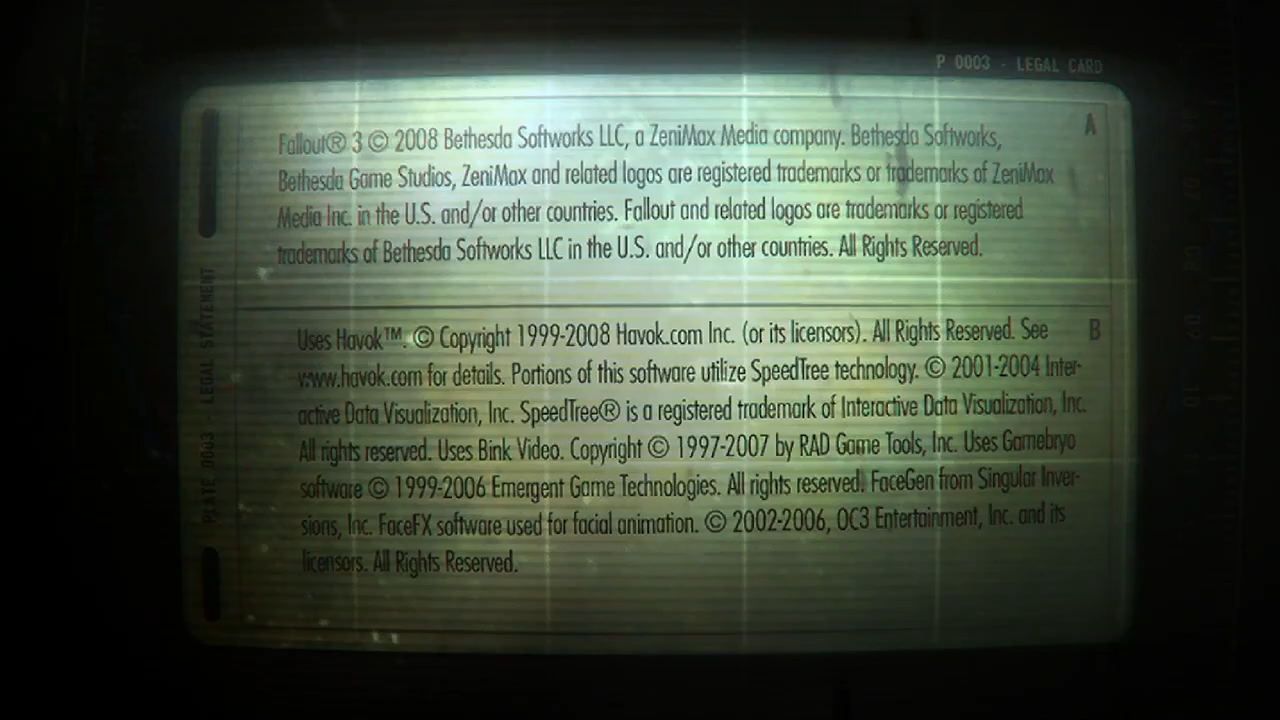 P 0003 - LEGAL CARD
A
Fallout® 3 © 2008 Bethesda Softworks LLC, a ZeniMax Media company. Bethesda Softworks,
Bethesda Game Studios, ZeniMax and related logos are registered trademarks or trademarks of ZeniMax
Media Inc. in the U.S. and/or other countries. Fallout and related logos are trademarks or registered
trademarks of Bethesda Softworks LLC in the U.S. and/or other countries. All Rights Reserved.
B
Uses Havok™. © Copyright 1999-2008 Havok.com Inc. (or its licensors). All Rights Reserved. See
www.havok.com for details. Portions of this software utilize SpeedTree technology. © 2001-2004 Inter-
active Data Visualization, Inc. SpeedTree® is a registered trademark of Interactive Data Visualization, Inc.
All rights reserved. Uses Bink Video. Copyright © 1997-2007 by RAD Game Tools, Inc. Uses Gamebryo
software © 1999-2006 Emergent Game Technologies. All rights reserved. FaceGen from Singular Inver-
sions, Inc. FaceFX software used for facial animation. © 2002-2006, OC3 Entertainment, Inc. and its
licensors. All Rights Reserved.
PLATE 0003 - LEGAL STATEMENT